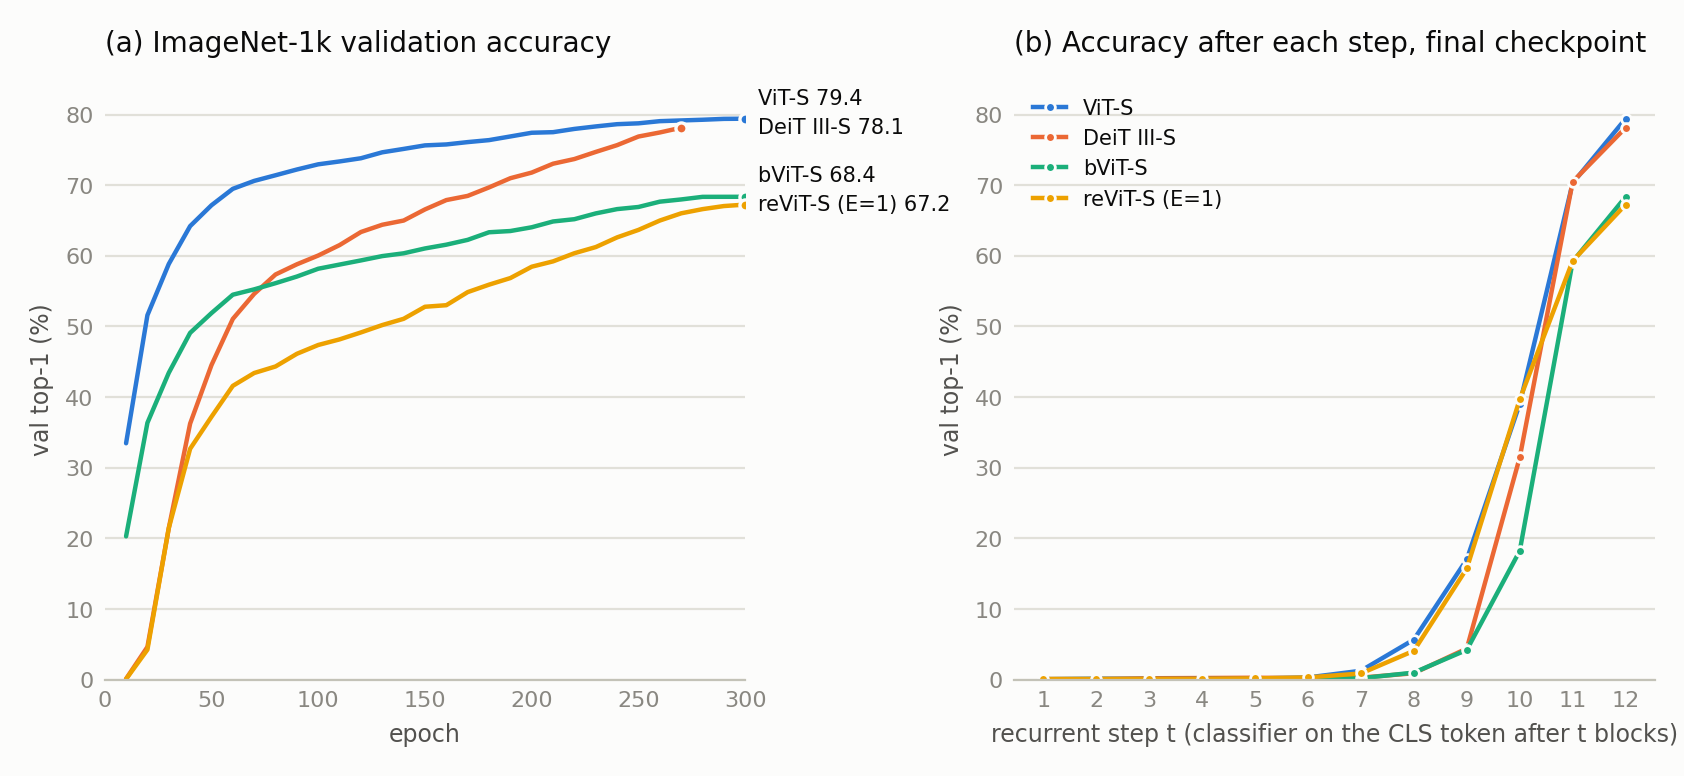 (a) ImageNet-1k validation accuracy
val top-1 (%)
80
70
60
50
40
30
20
10
0
0 50 100 150 200 250 300
epoch
ViT-S 79.4
DeiT III-S 78.1
bViT-S 68.4
reViT-S (E=1) 67.2
(b) Accuracy after each step, final checkpoint
val top-1 (%)
80
70
60
50
40
30
20
10
0
ViT-S
DeiT III-S
bViT-S
reViT-S (E=1)
1 2 3 4 5 6 7 8 9 10 11 12
recurrent step t (classifier on the CLS token after t blocks)